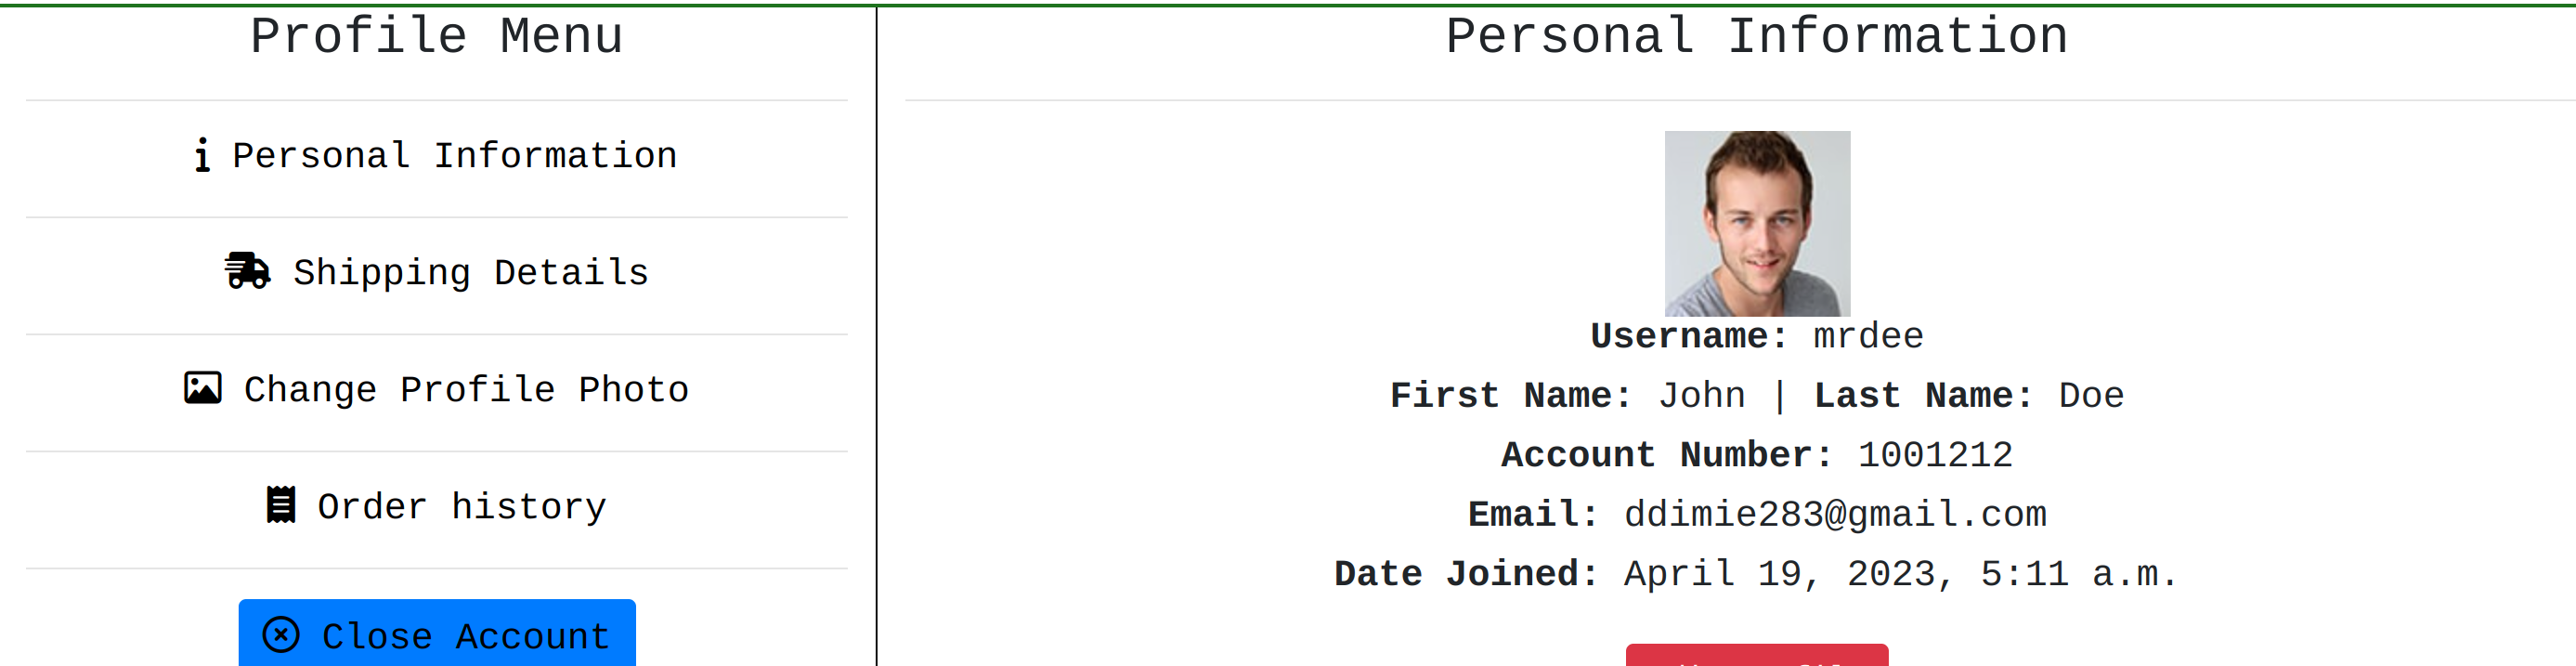 Profile Menu
Personal Information
Shipping Details
Change Profile Photo
Order history
Close Account
Personal Information
Username: mrdee
First Name: John | Last Name: Doe
Account Number: 1001212
Email: ddimie283@gmail.com
Date Joined: April 19, 2023, 5:11 a.m.